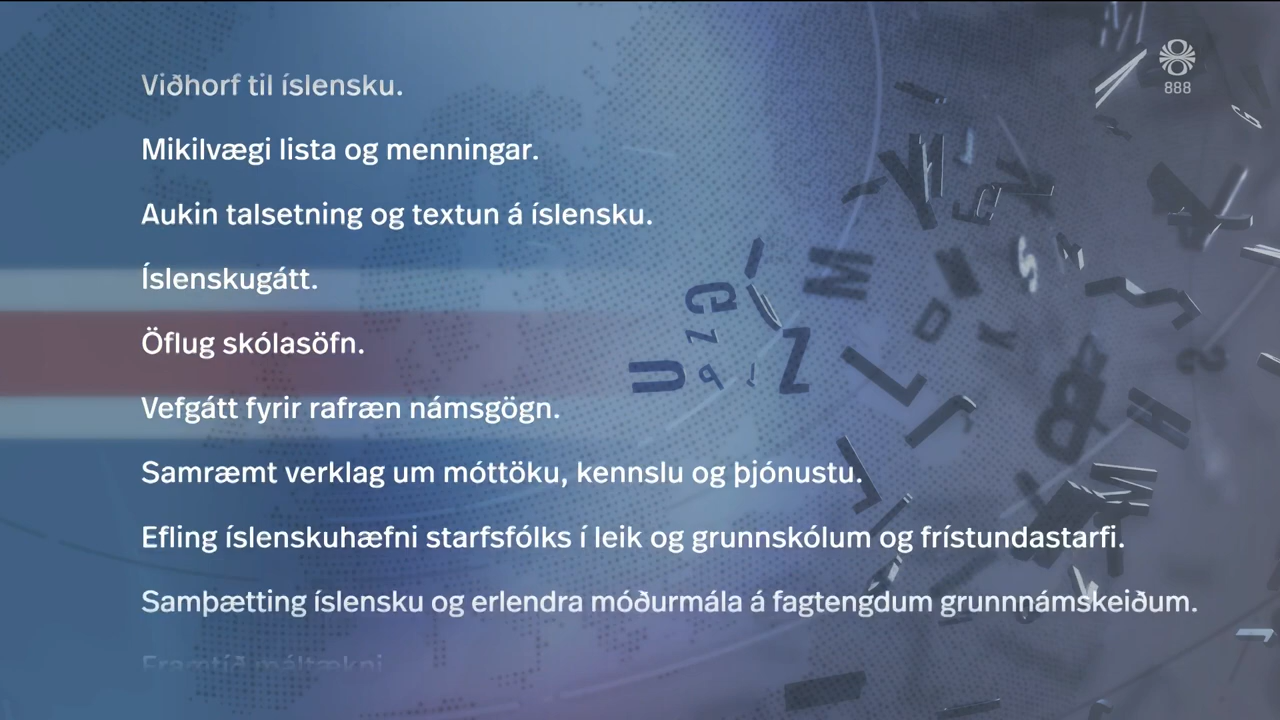 888
Viðhorf til íslensku.
Mikilvægi lista og menningar.
Aukin talsetning og textun á íslensku.
Íslenskugátt.
Öflug skólasöfn.
Vefgátt fyrir rafræn námsgögn.
Samræmt verklag um móttöku, kennslu og þjónustu.
Efling íslenskuhæfni starfsfólks í leik og grunnskólum og frístundastarfi.
Samþætting íslensku og erlendra móðurmála á fagtengdum grunnnámskeiðum.
Framtíð máltækni